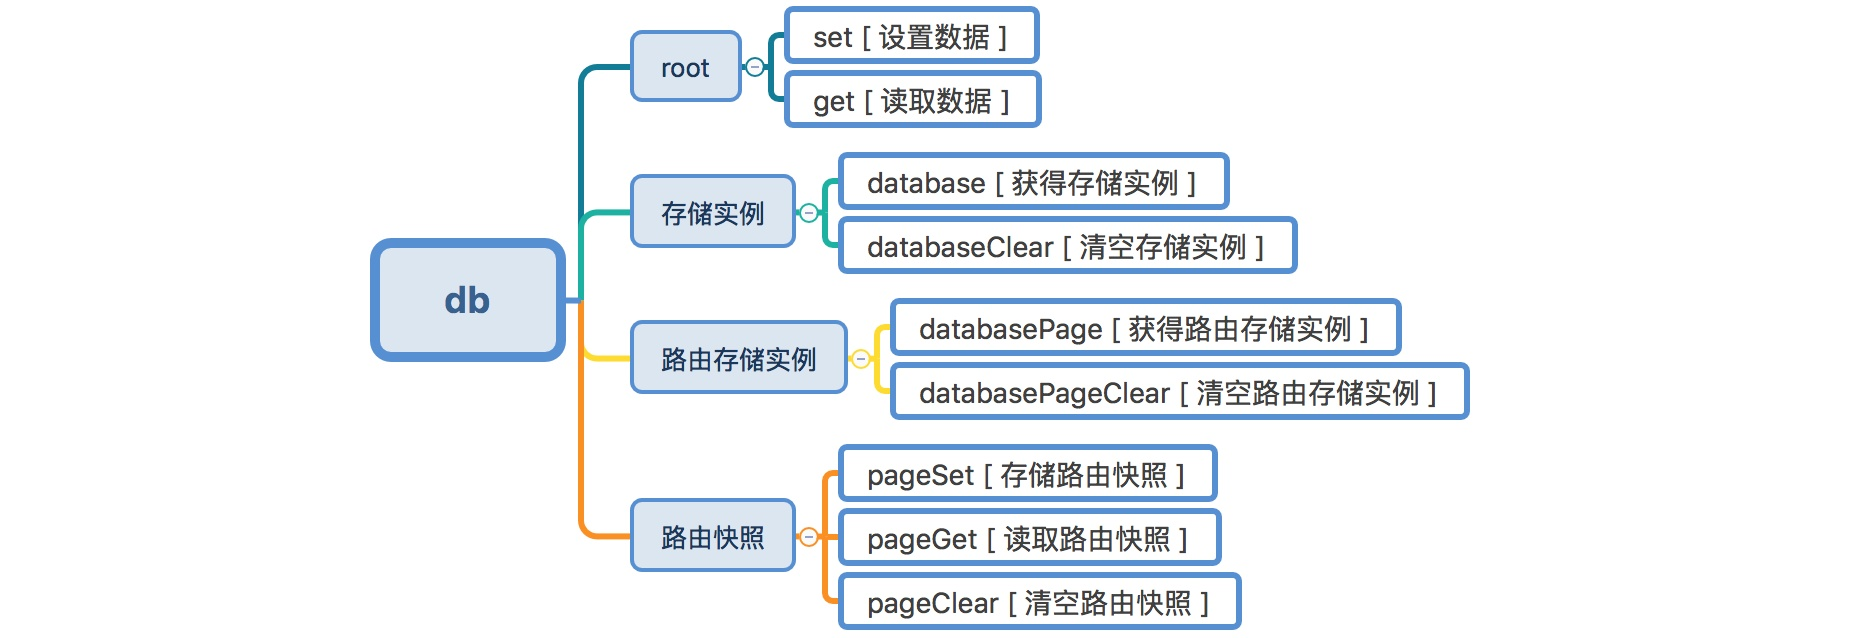 db
root
set [ 设置数据 ]
get [ 读取数据 ]
存储实例
database [ 获得存储实例 ]
databaseClear [ 清空存储实例 ]
路由存储实例
databasePage [ 获得路由存储实例 ]
databasePageClear [ 清空路由存储实例 ]
路由快照
pageSet [ 存储路由快照 ]
pageGet [ 读取路由快照 ]
pageClear [ 清空路由快照 ]